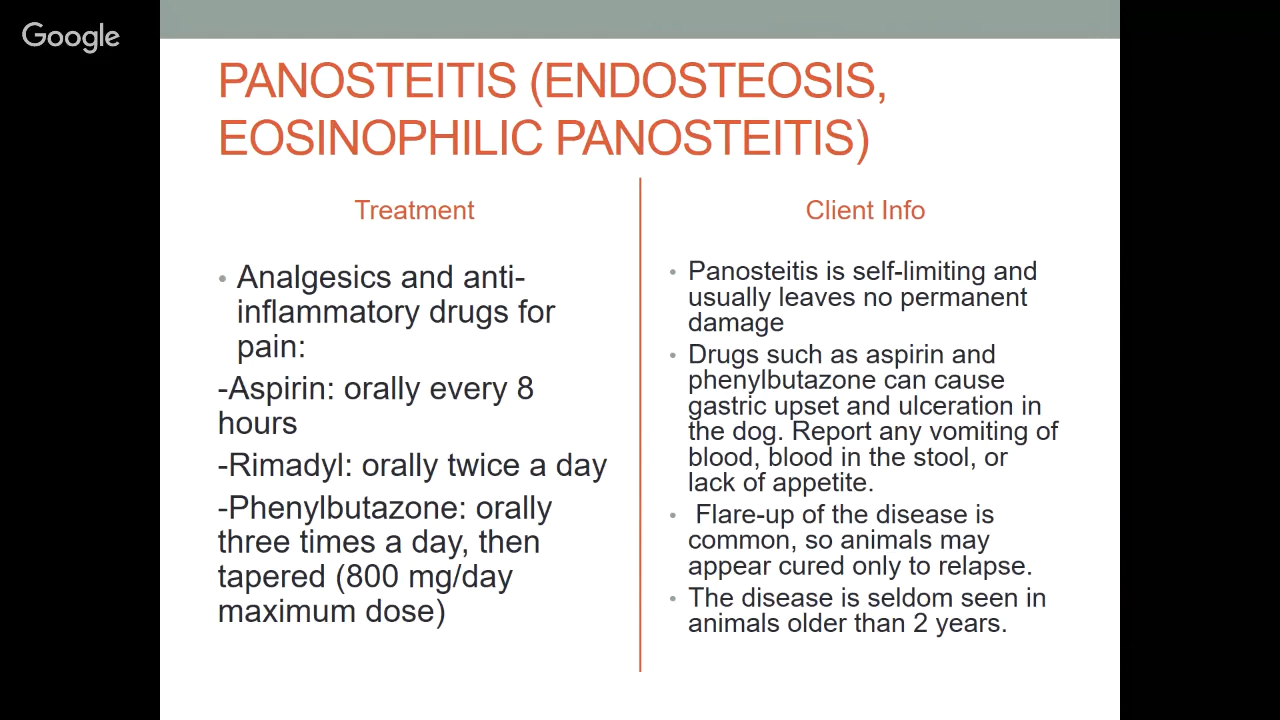 Google
PANOSTEITIS (ENDOSTEOSIS,
EOSINOPHILIC PANOSTEITIS)
Treatment
• Analgesics and anti-
inflammatory drugs for
pain:
-Aspirin: orally every 8
hours
-Rimadyl: orally twice a day
-Phenylbutazone: orally
three times a day, then
tapered (800 mg/day
maximum dose)
Client Info
• Panosteitis is self-limiting and
usually leaves no permanent
damage
• Drugs such as aspirin and
phenylbutazone can cause
gastric upset and ulceration in
the dog. Report any vomiting of
blood, blood in the stool, or
lack of appetite.
• Flare-up of the disease is
common, so animals may
appear cured only to relapse.
• The disease is seldom seen in
animals older than 2 years.